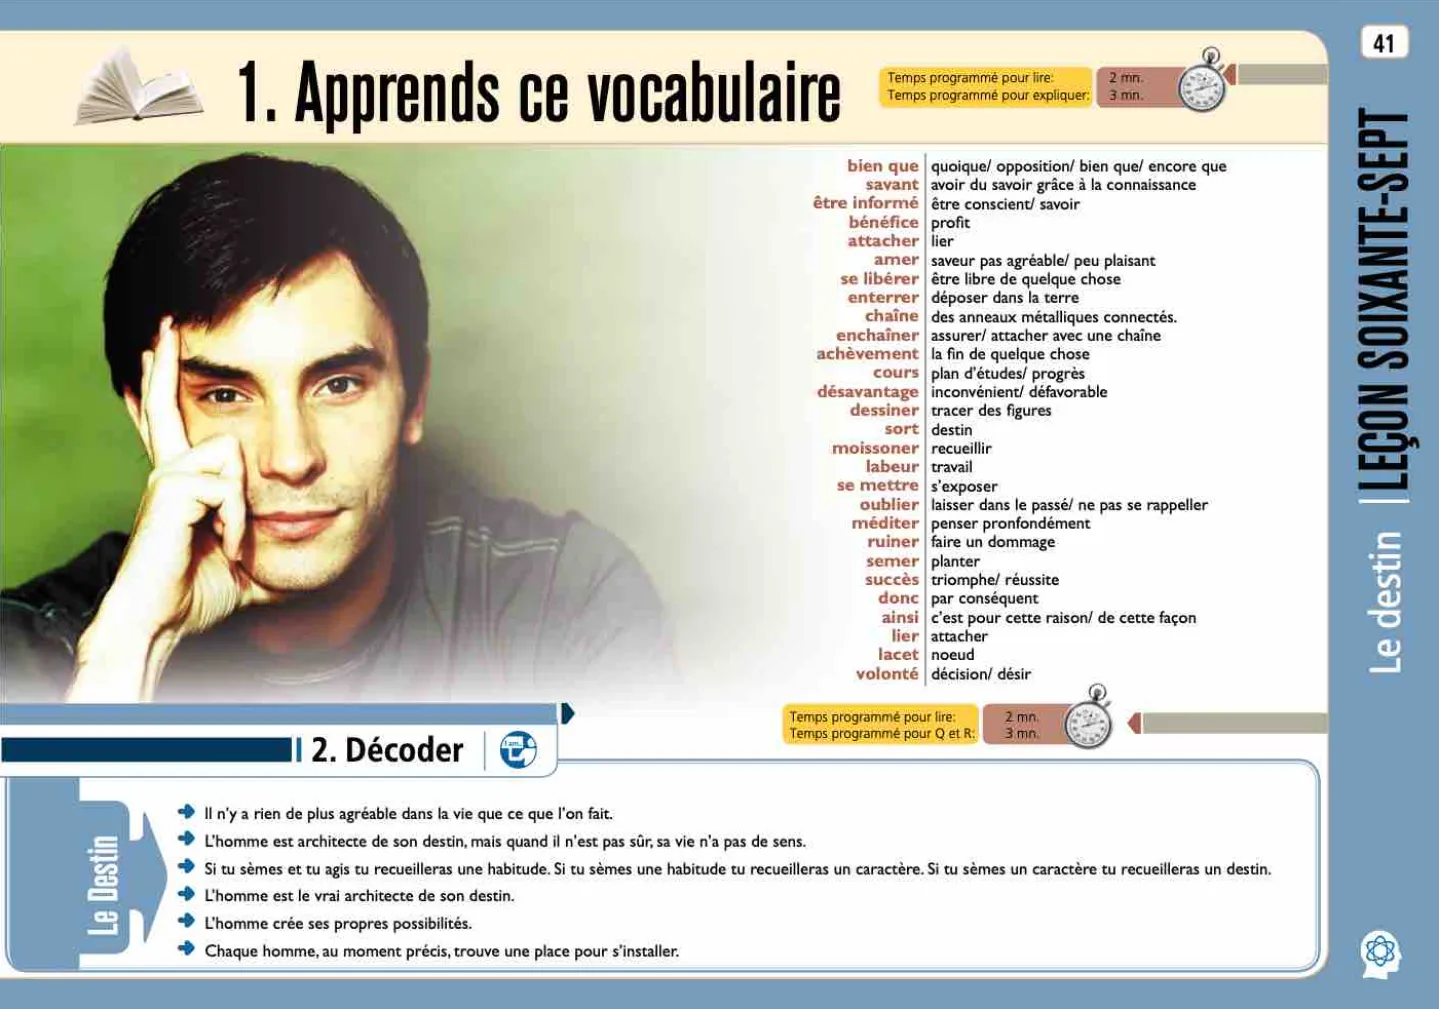 41
1. Apprends ce vocabulaire
Temps programmé pour lire: 2 mn.
Temps programmé pour expliquer: 3 mn.
bien que quoique/ opposition/ bien que/ encore que
savant avoir du savoir grâce à la connaissance
être informé être conscient/ savoir
bénéfice profit
attacher lier
amer saveur pas agréable/ peu plaisant
se libérer être libre de quelque chose
enterrer déposer dans la terre
chaîne des anneaux métalliques connectés.
enchaîner assurer/ attacher avec une chaîne
achèvement la fin de quelque chose
cours plan d'études/ progrès
désavantage inconvénient/ défavorable
dessiner tracer des figures
sort destin
moissoner recueillir
labeur travail
se mettre s'exposer
oublier laisser dans le passé/ ne pas se rappeller
méditer penser pronfondément
ruiner faire un dommage
semer planter
succès triomphe/ réussite
donc par conséquent
ainsi c'est pour cette raison/ de cette façon
lier attacher
lacet noeud
volonté décision/ désir
Le destin | LEÇON SOIXANTE-SEPT
Temps programmé pour lire: 2 mn.
Temps programmé pour Q et R: 3 mn.
2. Décoder
I am...
Le Destin
Il n'y a rien de plus agréable dans la vie que ce que l'on fait.
L'homme est architecte de son destin, mais quand il n'est pas sûr, sa vie n'a pas de sens.
Si tu sèmes et tu agis tu recueilleras une habitude. Si tu sèmes une habitude tu recueilleras un caractère. Si tu sèmes un caractère tu recueilleras un destin.
L'homme est le vrai architecte de son destin.
L'homme crée ses propres possibilités.
Chaque homme, au moment précis, trouve une place pour s'installer.